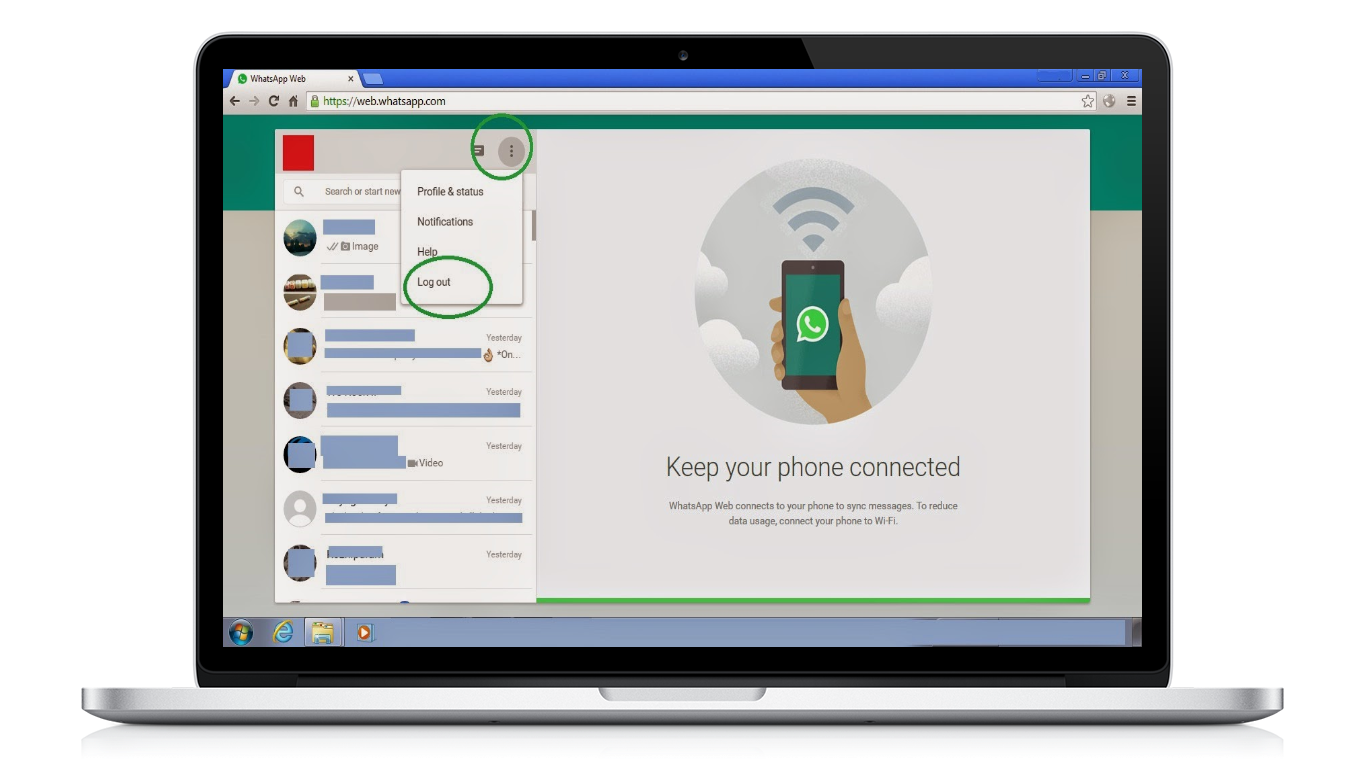 WhatsApp Web
https://web.whatsapp.com
Search or start new
Profile & status
Notifications
Help
Log out
Image
Yesterday
*On...
Yesterday
Yesterday
Video
Yesterday
Yesterday
Keep your phone connected
WhatsApp Web connects to your phone to sync messages. To reduce
data usage, connect your phone to Wi-Fi.